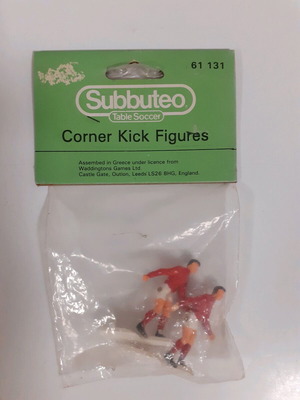 61 131
Subbuteo
Table Soccer
Corner Kick Figures
Assembled in Greece under licence from
Waddingtons Games Ltd
Castle Gate, Oulton, Leeds LS26 8HG, England.